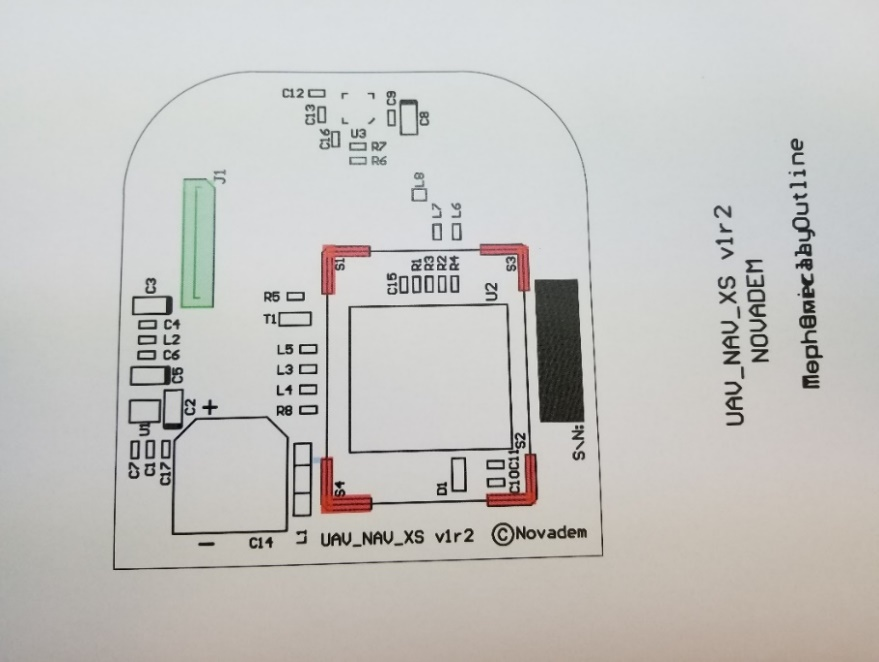 C12
C13
C9
C8
C16
U3
R7
R6
J1
L8
L7
L6
S1
S3
C15
R1
R3
R2
R4
U2
C3
C4
L2
C6
C5
R5
T1
L5
L3
L4
R8
C2
+
U1
C7
C1
C17
S4
D1
C10
C11
S2
S\N:
−
C14
L1
UAV_NAV_XS v1r2
©Novadem
UAV_NAV_XS v1r2
NOVADEM